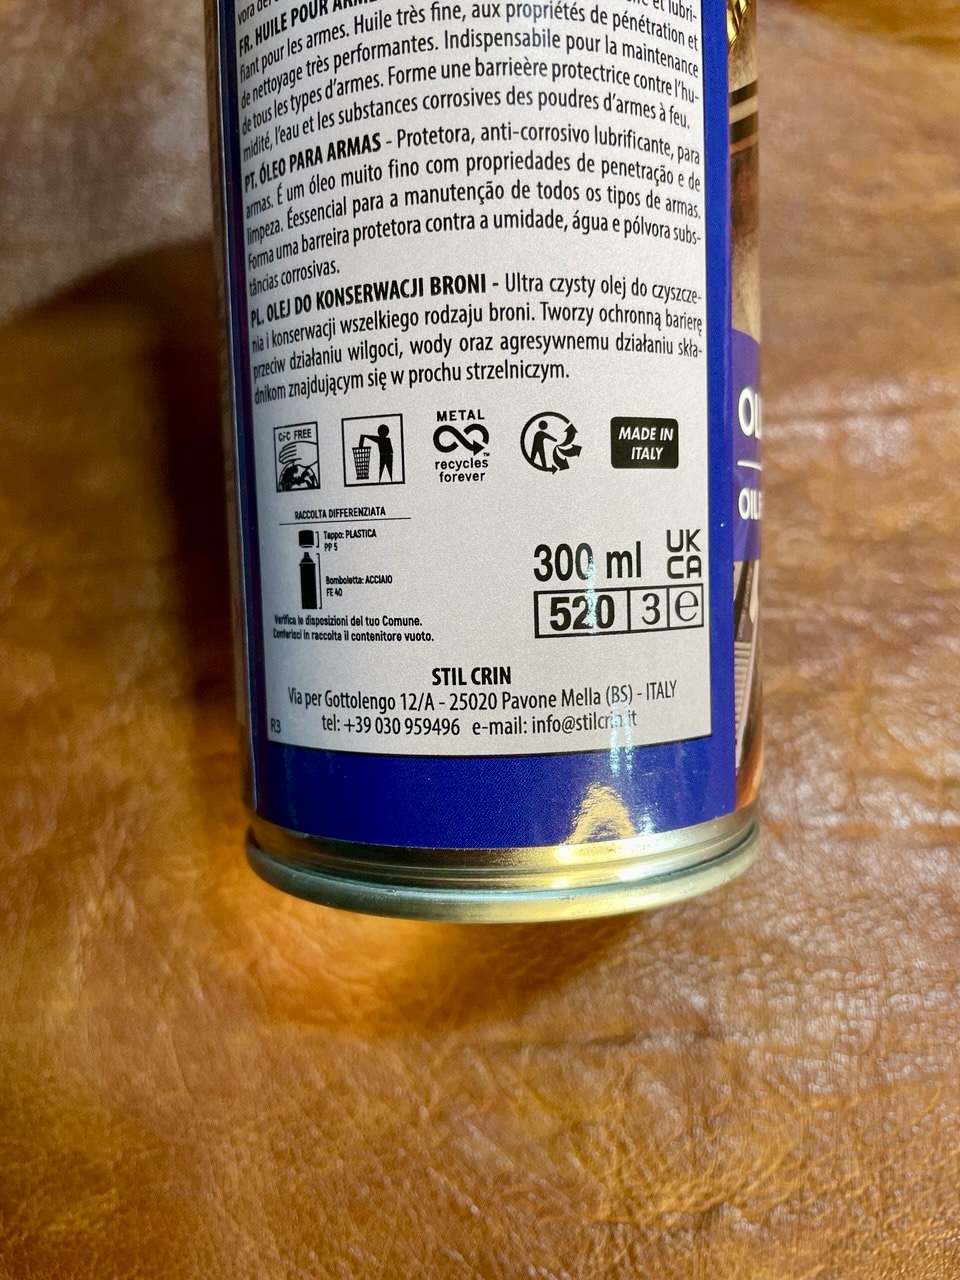 et lubri-
FR. HUILE POUR ARME
fiant pour les armes. Huile très fine, aux propriétés de pénétration et
de nettoyage très performantes. Indispensabile pour la maintenance
de tous les types d’armes. Forme une barrieère protectrice contre l’hu-
midité, l’eau et les substances corrosives des poudres d’armes à feu.
PT. ÓLEO PARA ARMAS - Protetora, anti-corrosivo lubrificante, para
armas. É um óleo muito fino com propriedades de penetração e de
limpeza. Éessencial para a manutenção de todos os tipos de armas.
Forma uma barreira protetora contra a umidade, água e pólvora subs-
tâncias corrosivas.
PL. OLEJ DO KONSERWACJI BRONI - Ultra czysty olej do czyszcze-
nia i konserwacji wszelkiego rodzaju broni. Tworzy ochronną barierę
przeciw działaniu wilgoci, wody oraz agresywnemu działaniu skła-
dnikom znajdującym się w prochu strzelniczym.
CFC FREE
METAL
recycles
forever
™
MADE IN
ITALY
RACCOLTA DIFFERENZIATA
Tappo: PLASTICA
PP 5
Bomboletta: ACCIAIO
FE 40
Verifica le disposizioni del tuo Comune.
Conferisci in raccolta il contenitore vuoto.
300 ml
UK
CA
520 3 e
STIL CRIN
Via per Gottolengo 12/A - 25020 Pavone Mella (BS) - ITALY
tel: +39 030 959496 e-mail: info@stilcrin.it
R3